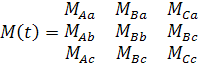 M_{Aa} M_{Ba} M_{Ca}
M(t) = M_{Ab} M_{Bb} M_{Bc}
M_{Ac} M_{Bc} M_{Cc}